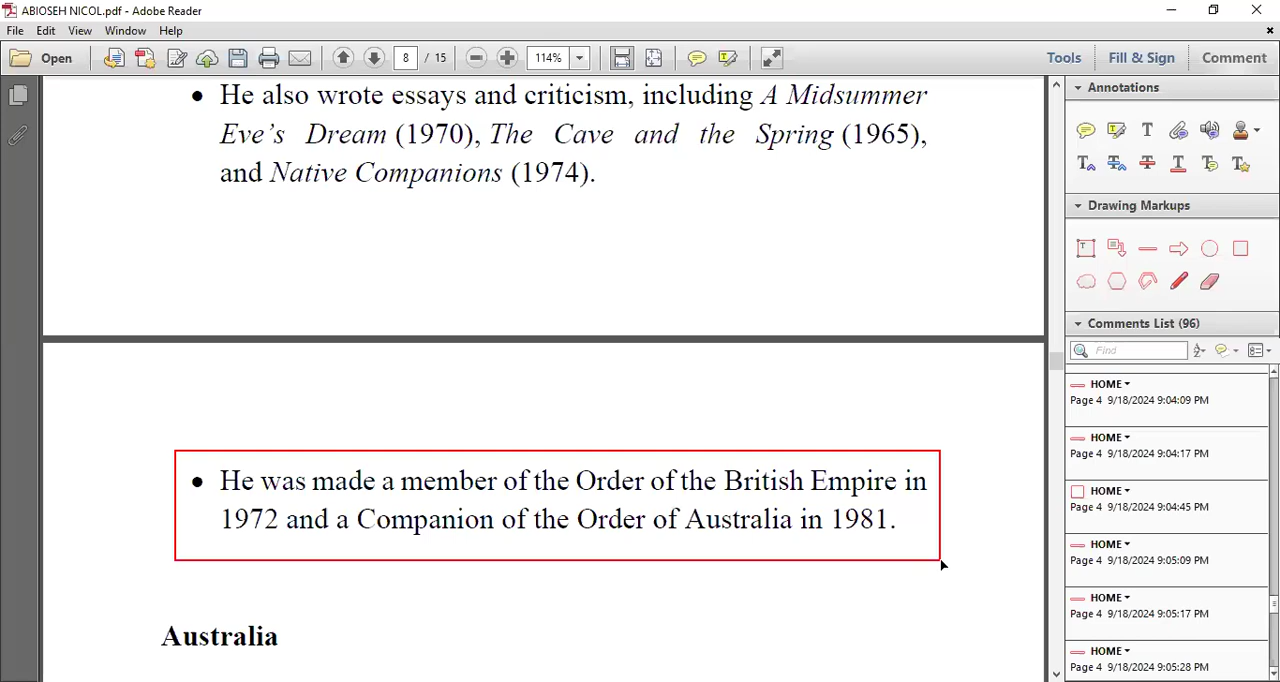 ABIOSEH NICOL.pdf - Adobe Reader
File Edit View Window Help
Open 8 / 15 114% Tools Fill & Sign Comment
• He also wrote essays and criticism, including A Midsummer
Eve's Dream (1970), The Cave and the Spring (1965),
and Native Companions (1974).
• He was made a member of the Order of the British Empire in
1972 and a Companion of the Order of Australia in 1981.
Australia
Annotations
Drawing Markups
Comments List (96)
Find
HOME
Page 4 9/18/2024 9:04:09 PM
HOME
Page 4 9/18/2024 9:04:17 PM
HOME
Page 4 9/18/2024 9:04:45 PM
HOME
Page 4 9/18/2024 9:05:09 PM
HOME
Page 4 9/18/2024 9:05:17 PM
HOME
Page 4 9/18/2024 9:05:28 PM